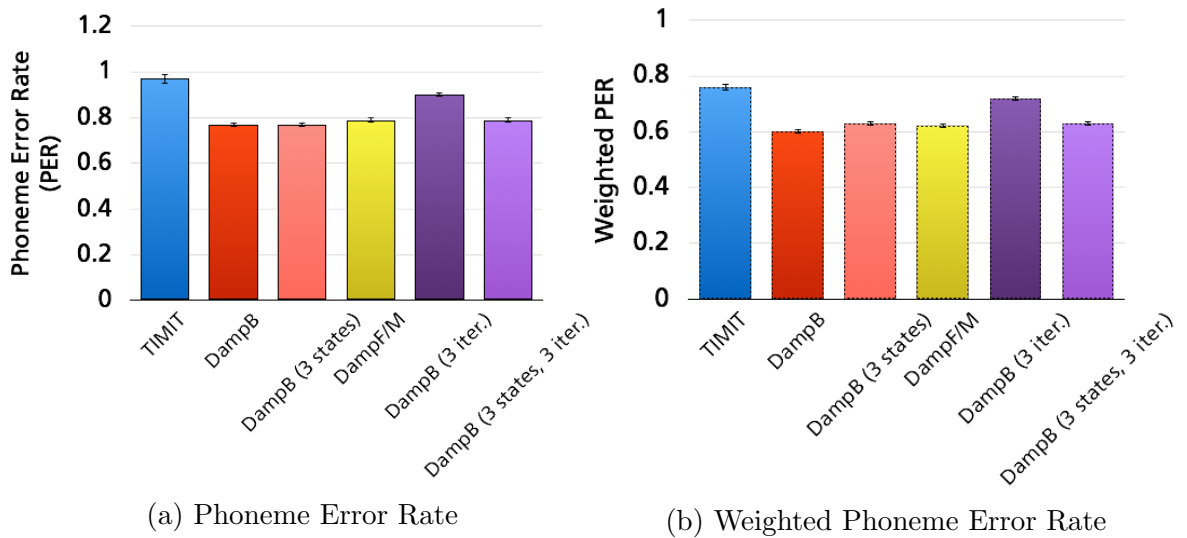 Phoneme Error Rate
(PER)
1.2
1
0.8
0.6
0.4
0.2
0
TIMIT
DampB
DampB (3 states)
DampF/M
DampB (3 iter.)
DampB (3 states, 3 iter.)
(a) Phoneme Error Rate
Weighted PER
1
0.8
0.6
0.4
0.2
0
TIMIT
DampB
DampB (3 states)
DampF/M
DampB (3 iter.)
DampB (3 states, 3 iter.)
(b) Weighted Phoneme Error Rate